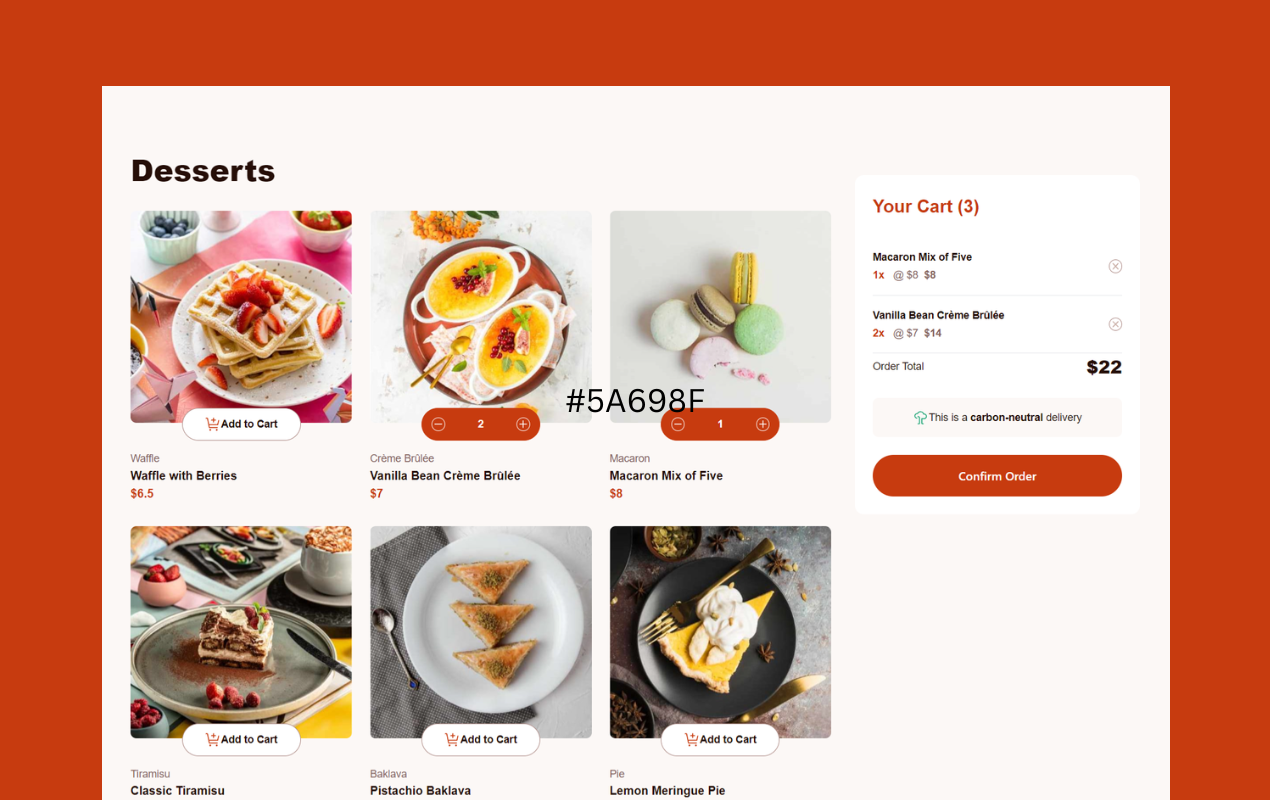 Desserts
#5A698F
Add to Cart
2
1
Waffle
Waffle with Berries
$6.5
Crème Brûlée
Vanilla Bean Crème Brûlée
$7
Macaron
Macaron Mix of Five
$8
Add to Cart
Add to Cart
Add to Cart
Tiramisu
Classic Tiramisu
Baklava
Pistachio Baklava
Pie
Lemon Meringue Pie
Your Cart (3)
Macaron Mix of Five
1x @ $8 $8
Vanilla Bean Crème Brûlée
2x @ $7 $14
Order Total $22
This is a carbon-neutral delivery
Confirm Order